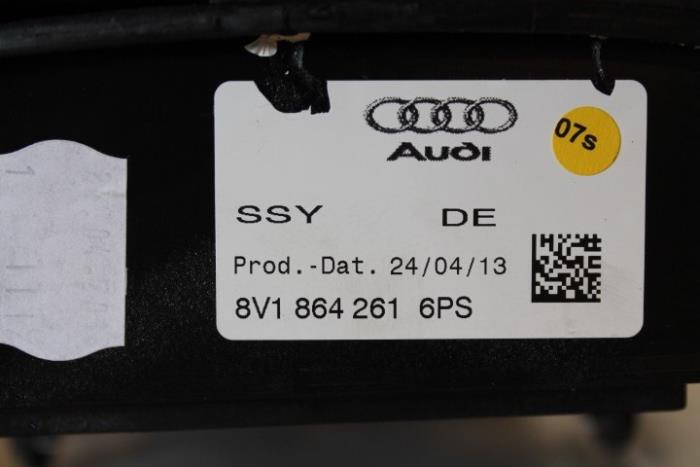 Audi
07s
SSY DE
Prod.-Dat. 24/04/13
8V1 864 261 6PS